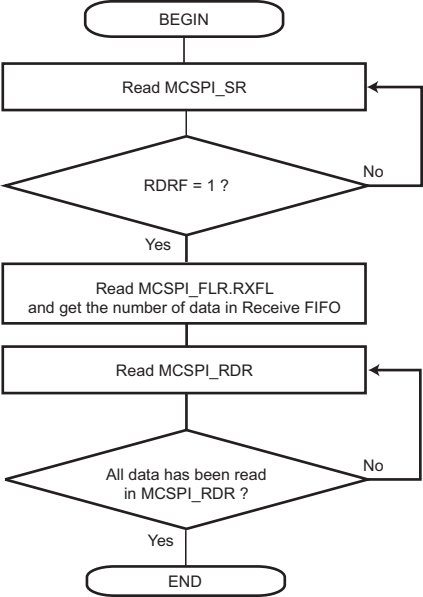 BEGIN
Read MCSPI_SR
RDRF = 1 ?
No
Yes
Read MCSPI_FLR.RXFL
and get the number of data in Receive FIFO
Read MCSPI_RDR
All data has been read
in MCSPI_RDR ?
No
Yes
END